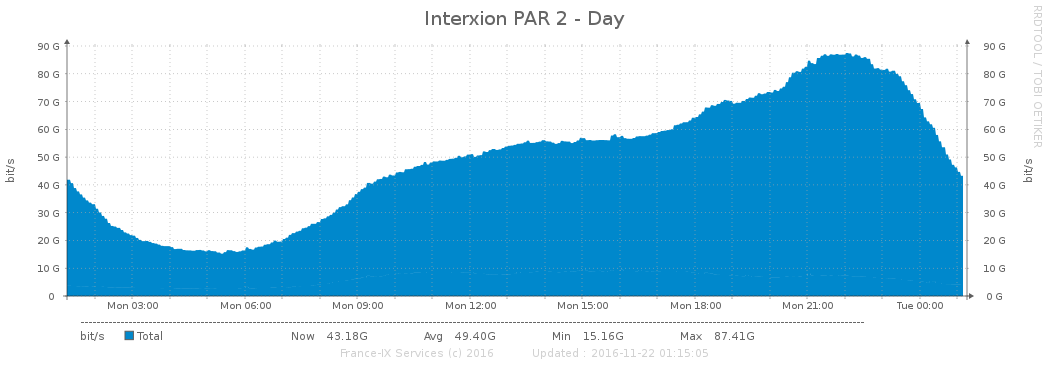 Interxion PAR 2 - Day
RRDTOOL / TOBI OETIKER
bit/s
90 G
80 G
70 G
60 G
50 G
40 G
30 G
20 G
10 G
0
90 G
80 G
70 G
60 G
50 G
40 G
30 G
20 G
10 G
0 G
bit/s
Mon 03:00 Mon 06:00 Mon 09:00 Mon 12:00 Mon 15:00 Mon 18:00 Mon 21:00 Tue 00:00
bit/s Total Now 43.18G Avg 49.40G Min 15.16G Max 87.41G
France-IX Services (c) 2016 Updated : 2016-11-22 01:15:05